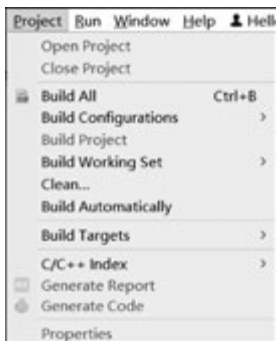 Project Run Window Help Hell
Open Project
Close Project
Build All Ctrl+B
Build Configurations >
Build Project
Build Working Set >
Clean...
Build Automatically
Build Targets >
C/C++ Index >
Generate Report
Generate Code
Properties